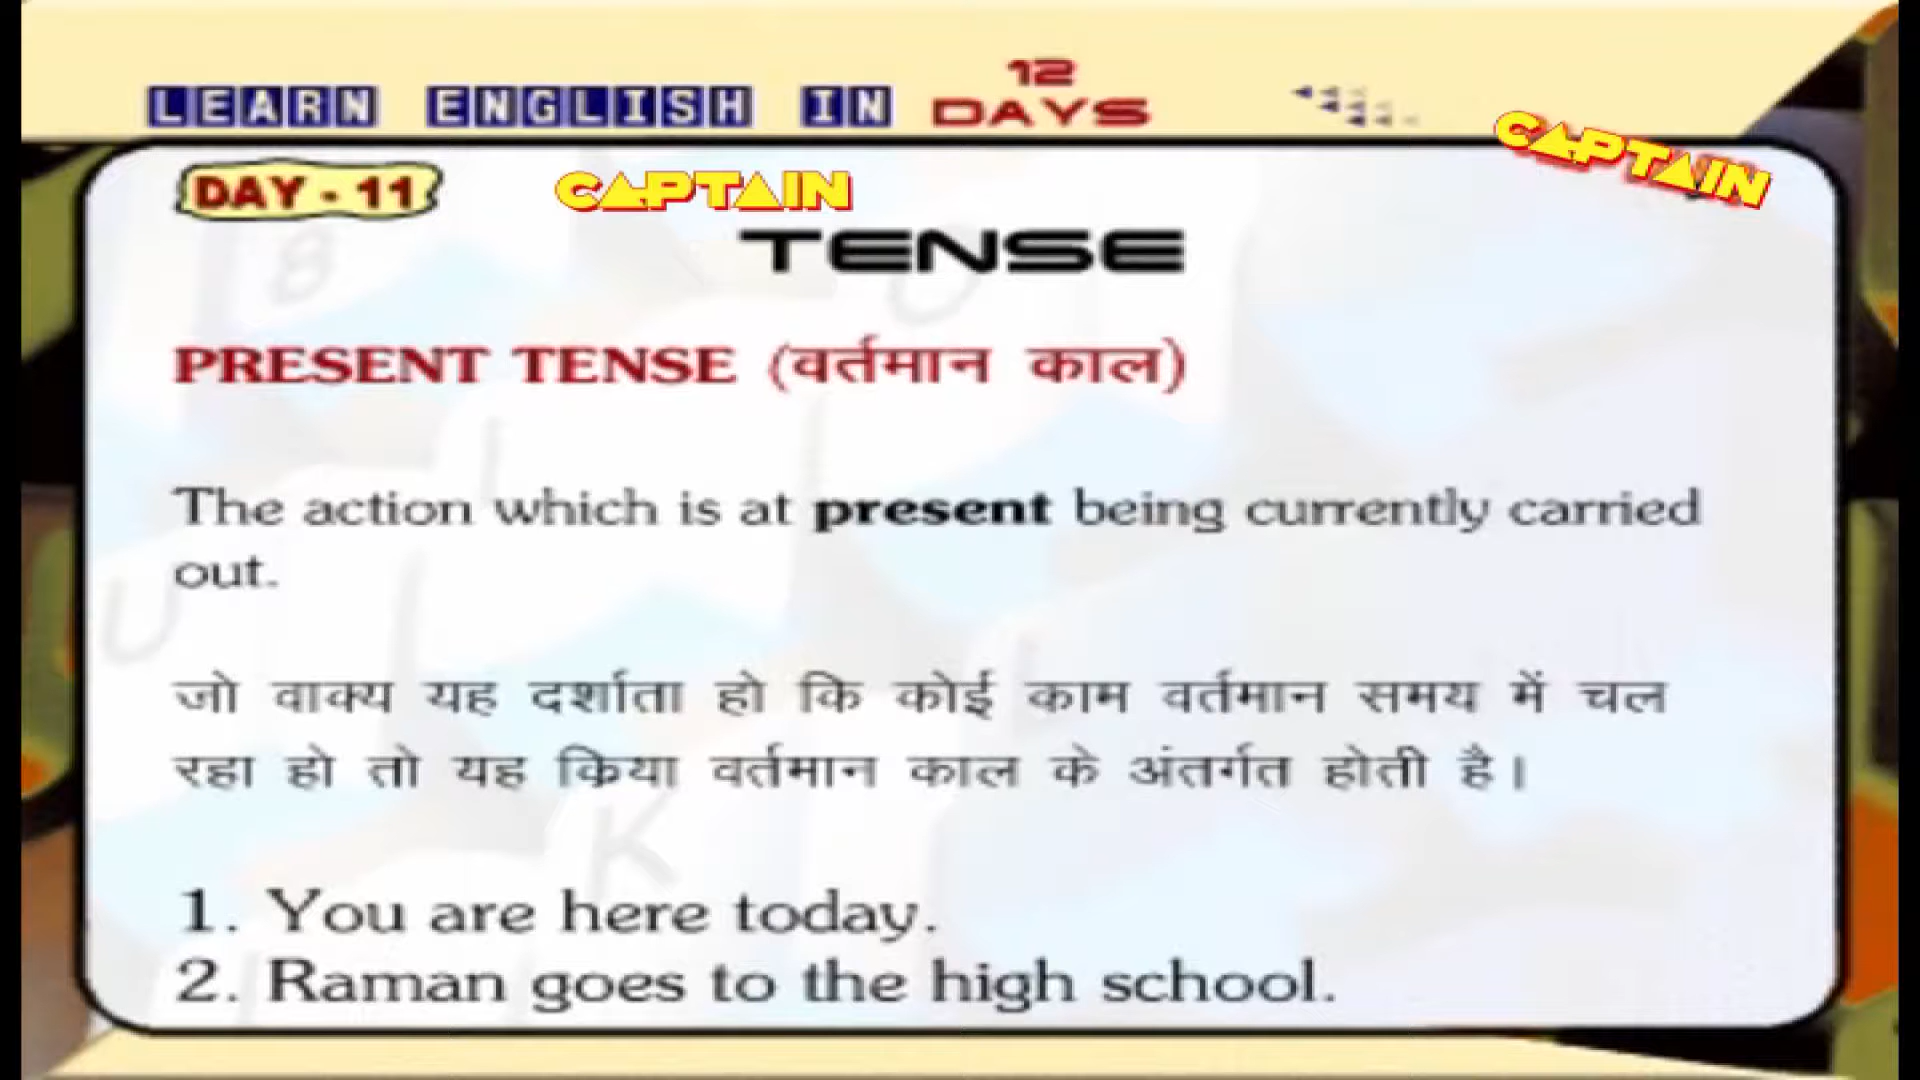 LEARN ENGLISH IN 12 DAYS
CAPTAIN
DAY - 11
CAPTAIN
TENSE
PRESENT TENSE (वर्तमान काल)
The action which is at present being currently carried
out.
जो वाक्य यह दर्शाता हो कि कोई काम वर्तमान समय में चल
रहा हो तो यह क्रिया वर्तमान काल के अंतर्गत होती है।
1. You are here today.
2. Raman goes to the high school.